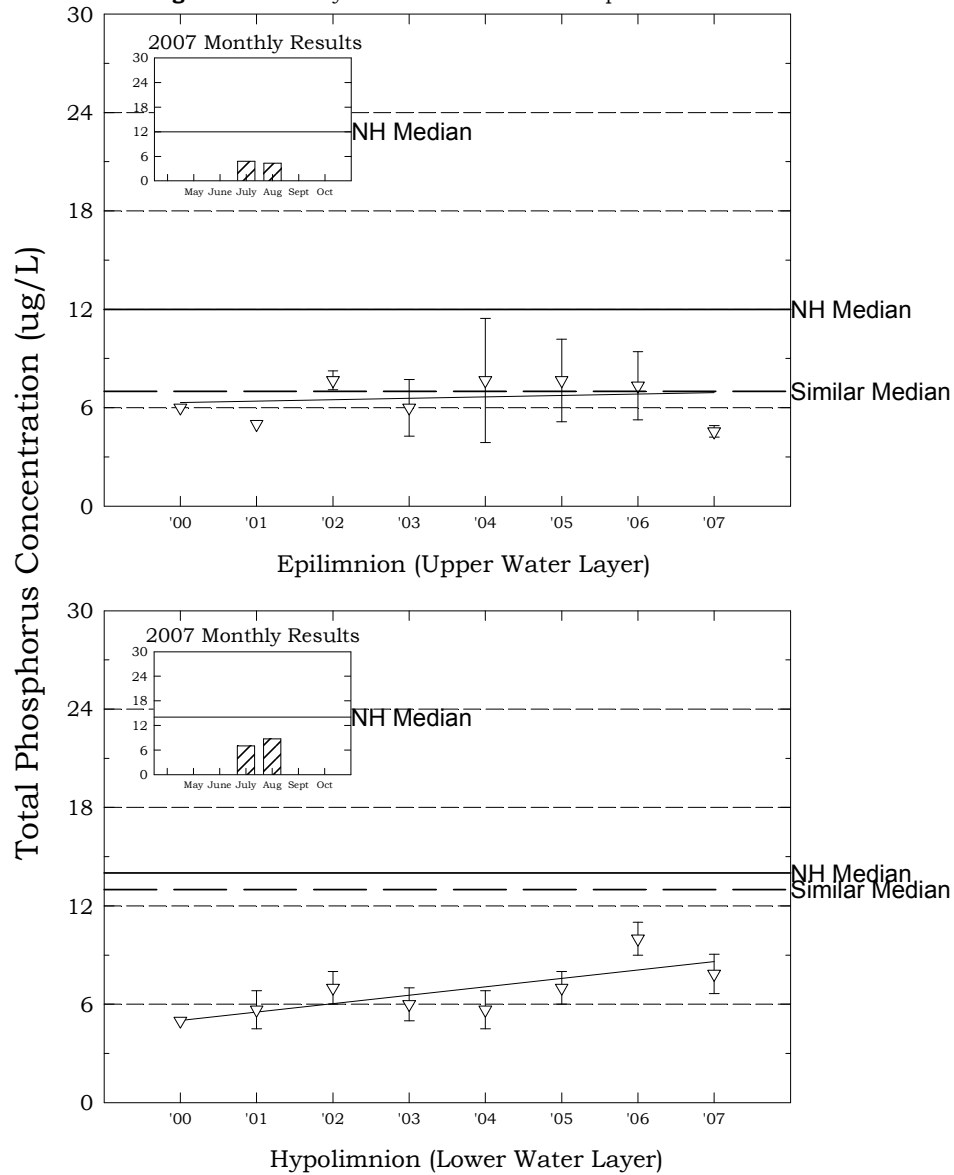 Total Phosphorus Concentration (ug/L)
30
24
18
12
6
0
2007 Monthly Results
30
24
18
12
6
0
NH Median
May June July Aug Sept Oct
NH Median
Similar Median
'00 '01 '02 '03 '04 '05 '06 '07
Epilimnion (Upper Water Layer)
30
24
18
12
6
0
2007 Monthly Results
30
24
18
12
6
0
NH Median
May June July Aug Sept Oct
NH Median
Similar Median
'00 '01 '02 '03 '04 '05 '06 '07
Hypolimnion (Lower Water Layer)